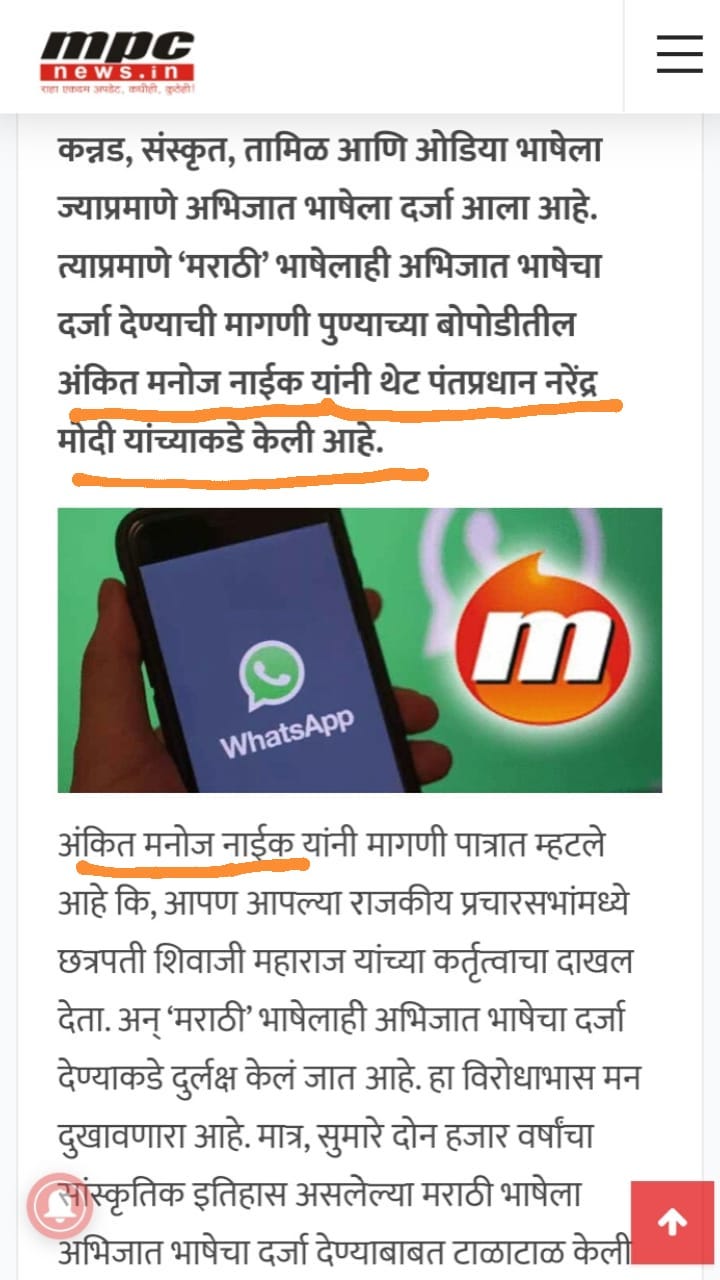 mpc
news.in
राहा एकदम अपडेट, कधीही, कुठेही!
कन्नड, संस्कृत, तामिळ आणि ओडिया भाषेला
ज्याप्रमाणे अभिजात भाषेला दर्जा आला आहे.
त्याप्रमाणे ‘मराठी’ भाषेलाही अभिजात भाषेचा
दर्जा देण्याची मागणी पुण्याच्या बोपोडीतील
अंकित मनोज नाईक यांनी थेट पंतप्रधान नरेंद्र
मोदी यांच्याकडे केली आहे.
WhatsApp
m
अंकित मनोज नाईक यांनी मागणी पात्रात म्हटले
आहे कि, आपण आपल्या राजकीय प्रचारसभांमध्ये
छत्रपती शिवाजी महाराज यांच्या कर्तृत्वाचा दाखल
देता. अन् ‘मराठी’ भाषेलाही अभिजात भाषेचा दर्जा
देण्याकडे दुर्लक्ष केलं जात आहे. हा विरोधाभास मन
दुखावणारा आहे. मात्र, सुमारे दोन हजार वर्षांचा
सांस्कृतिक इतिहास असलेल्या मराठी भाषेला
अभिजात भाषेचा दर्जा देण्याबाबत टाळाटाळ केली